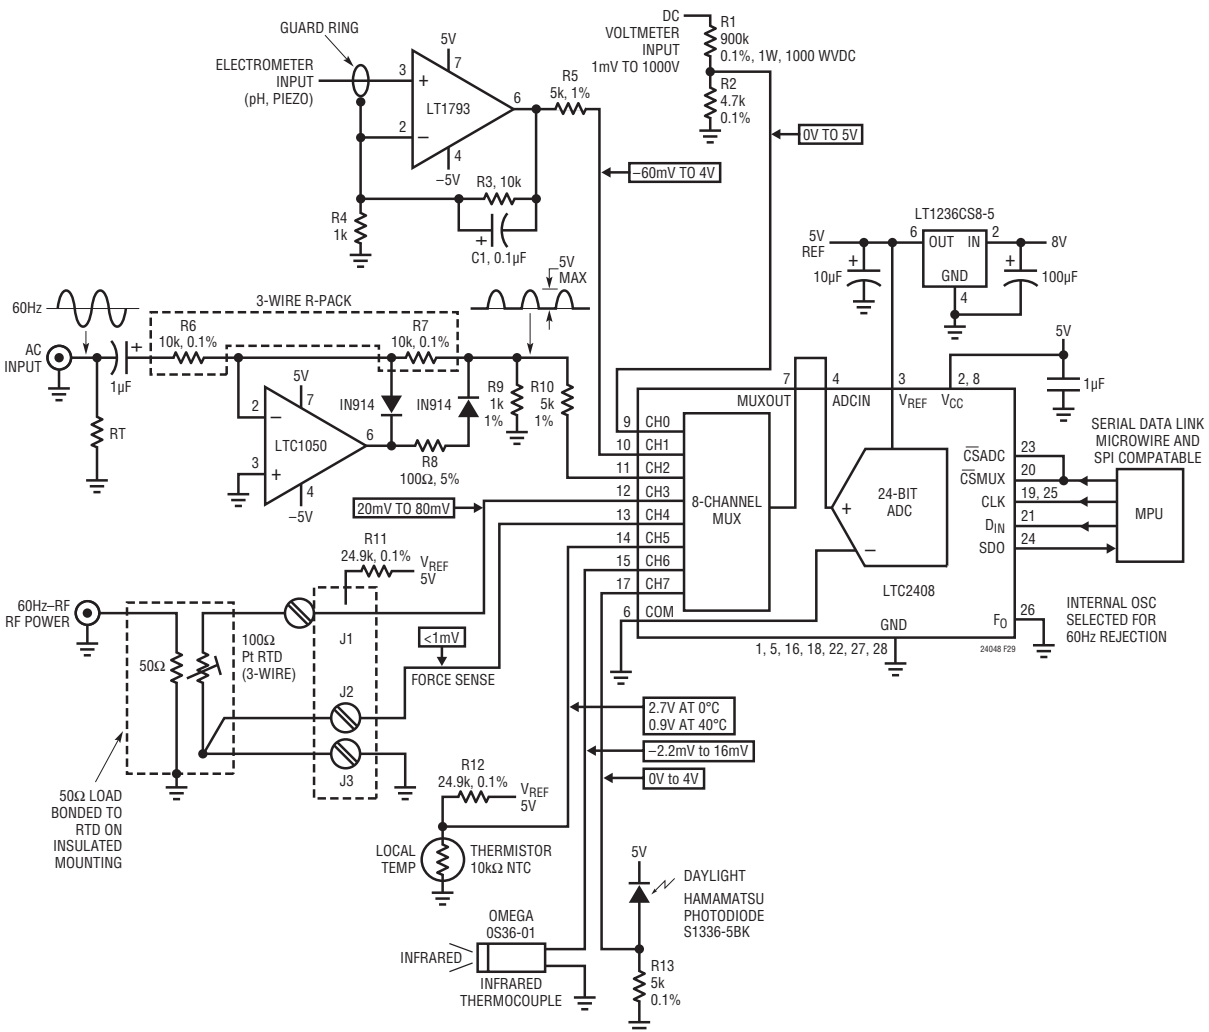 GUARD RING
ELECTROMETER
INPUT
(pH, PIEZO)
5V
7
3
+
LT1793
6
2
–
4
–5V
R5
5k, 1%
R3, 10k
R4
1k
+
C1, 0.1µF
DC
VOLTMETER
INPUT
1mV TO 1000V
R1
900k
0.1%, 1W, 1000 WVDC
R2
4.7k
0.1%
0V TO 5V
–60mV TO 4V
LT1236CS8-5
5V
REF
6
OUT
IN
2
8V
GND
4
+
10µF
+
100µF
5V
1µF
60Hz
3-WIRE R-PACK
5V
MAX
AC
INPUT
+
1µF
RT
R6
10k, 0.1%
R7
10k, 0.1%
5V
7
2
–
LTC1050
6
3
+
4
–5V
IN914
IN914
R8
100Ω, 5%
R9
1k
1%
R10
5k
1%
7
4
3
2, 8
MUXOUT
ADCIN
VREF
VCC
9
CH0
10
CH1
11
CH2
12
CH3
13
CH4
14
CH5
15
CH6
17
CH7
6
COM
8-CHANNEL
MUX
+
–
24-BIT
ADC
LTC2408
GND
1, 5, 16, 18, 22, 27, 28
CSADC
23
CSMUX
20
CLK
19, 25
DIN
21
SDO
24
FO
26
SERIAL DATA LINK
MICROWIRE AND
SPI COMPATABLE
MPU
INTERNAL OSC
SELECTED FOR
60Hz REJECTION
24048 F29
20mV TO 80mV
R11
24.9k, 0.1%
VREF
5V
60Hz–RF
RF POWER
50Ω
100Ω
Pt RTD
(3-WIRE)
J1
J2
J3
<1mV
FORCE SENSE
50Ω LOAD
BONDED TO
RTD ON
INSULATED
MOUNTING
2.7V AT 0°C
0.9V AT 40°C
–2.2mV to 16mV
0V to 4V
R12
24.9k, 0.1%
VREF
5V
LOCAL
TEMP
THERMISTOR
10kΩ NTC
5V
DAYLIGHT
HAMAMATSU
PHOTODIODE
S1336-5BK
OMEGA
0S36-01
INFRARED
INFRARED
THERMOCOUPLE
R13
5k
0.1%